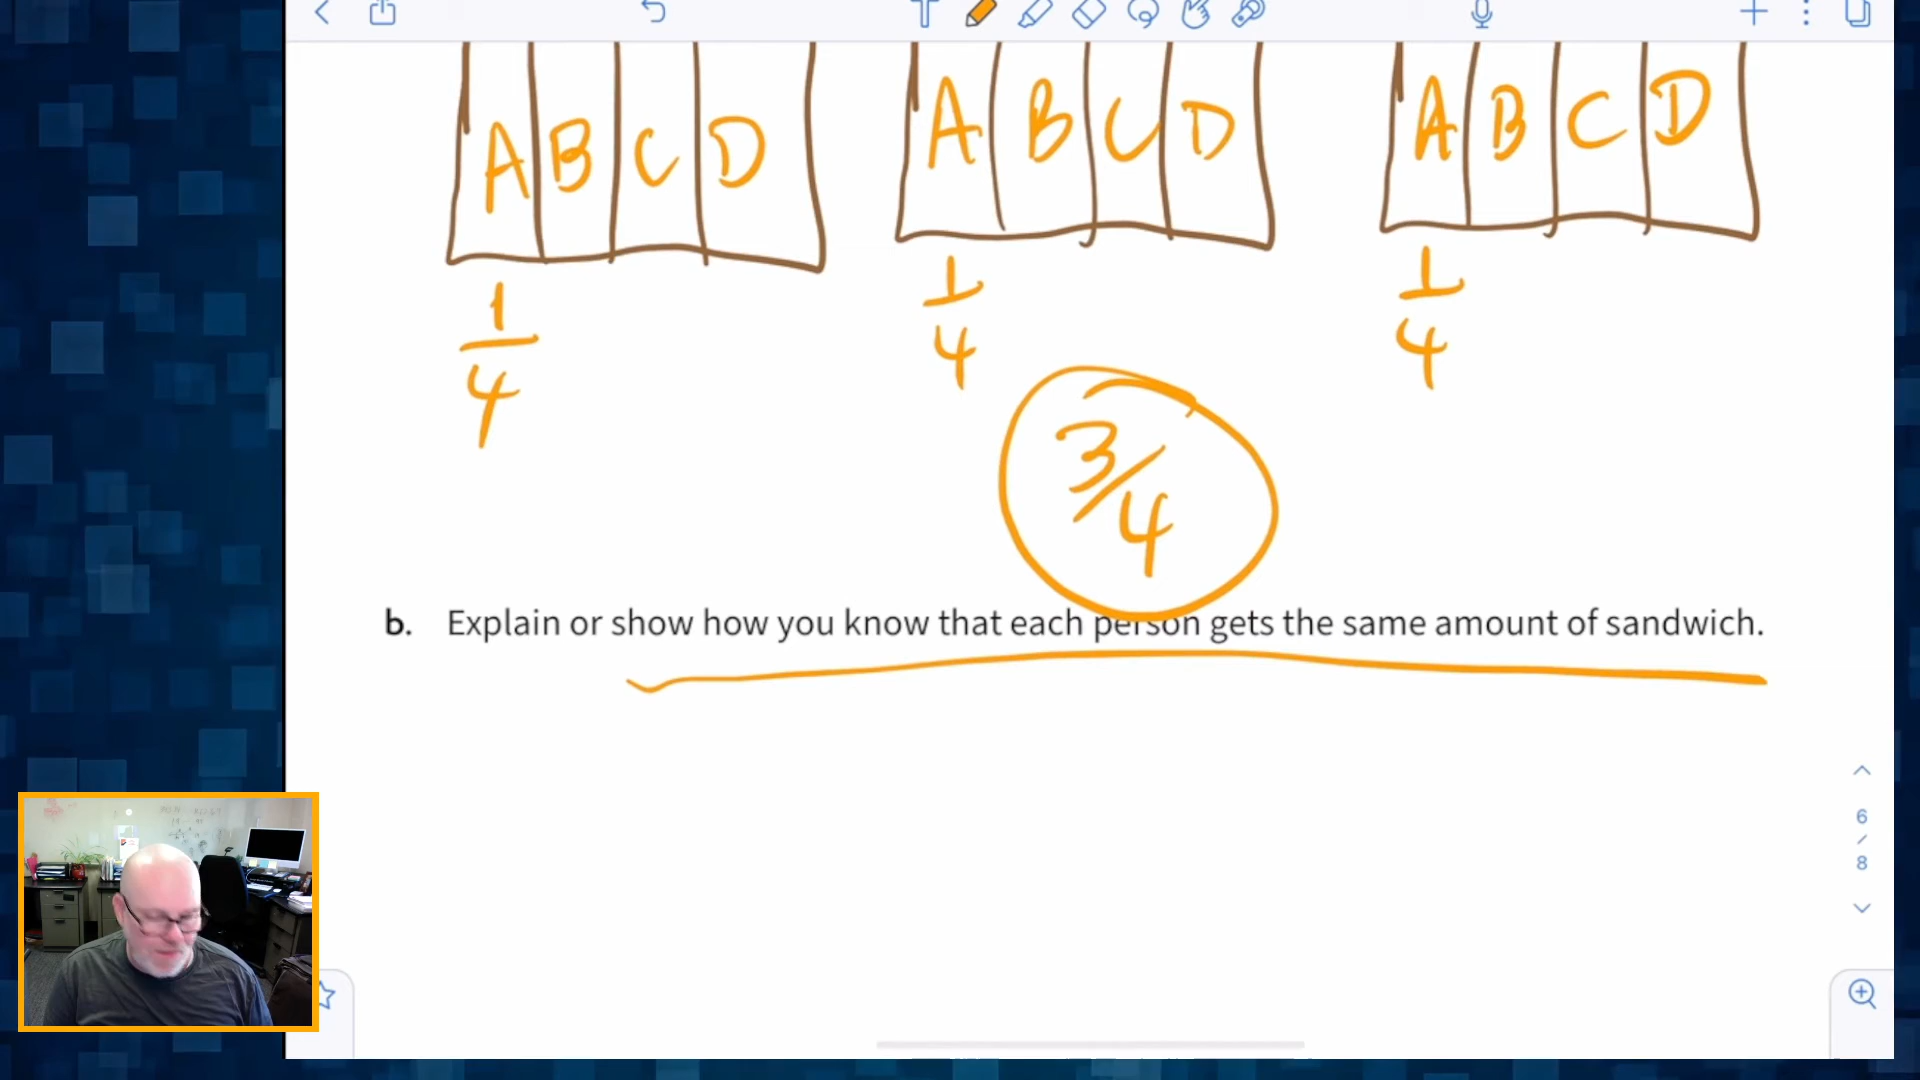 A B C D A B C D A B C D
1/4 1/4 1/4
3/4
b. Explain or show how you know that each person gets the same amount of sandwich.
6
/
8